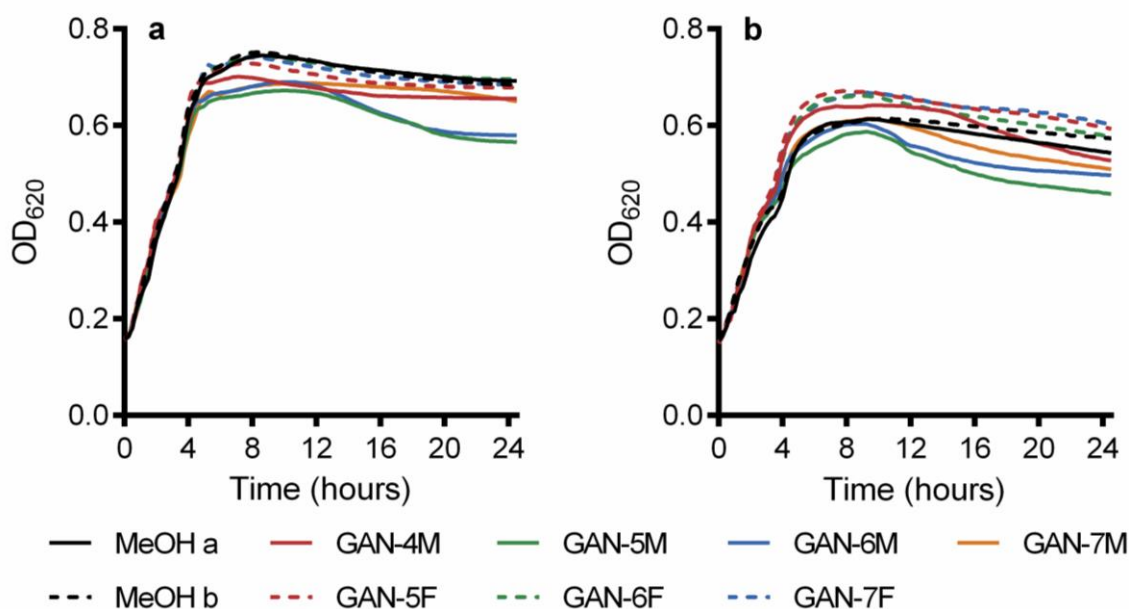 a
b
0.8
0.6
0.4
0.2
0.0
OD620
0 4 8 12 16 20 24
Time (hours)
0.8
0.6
0.4
0.2
0.0
OD620
0 4 8 12 16 20 24
Time (hours)
MeOH a GAN-4M GAN-5M GAN-6M GAN-7M
MeOH b GAN-5F GAN-6F GAN-7F